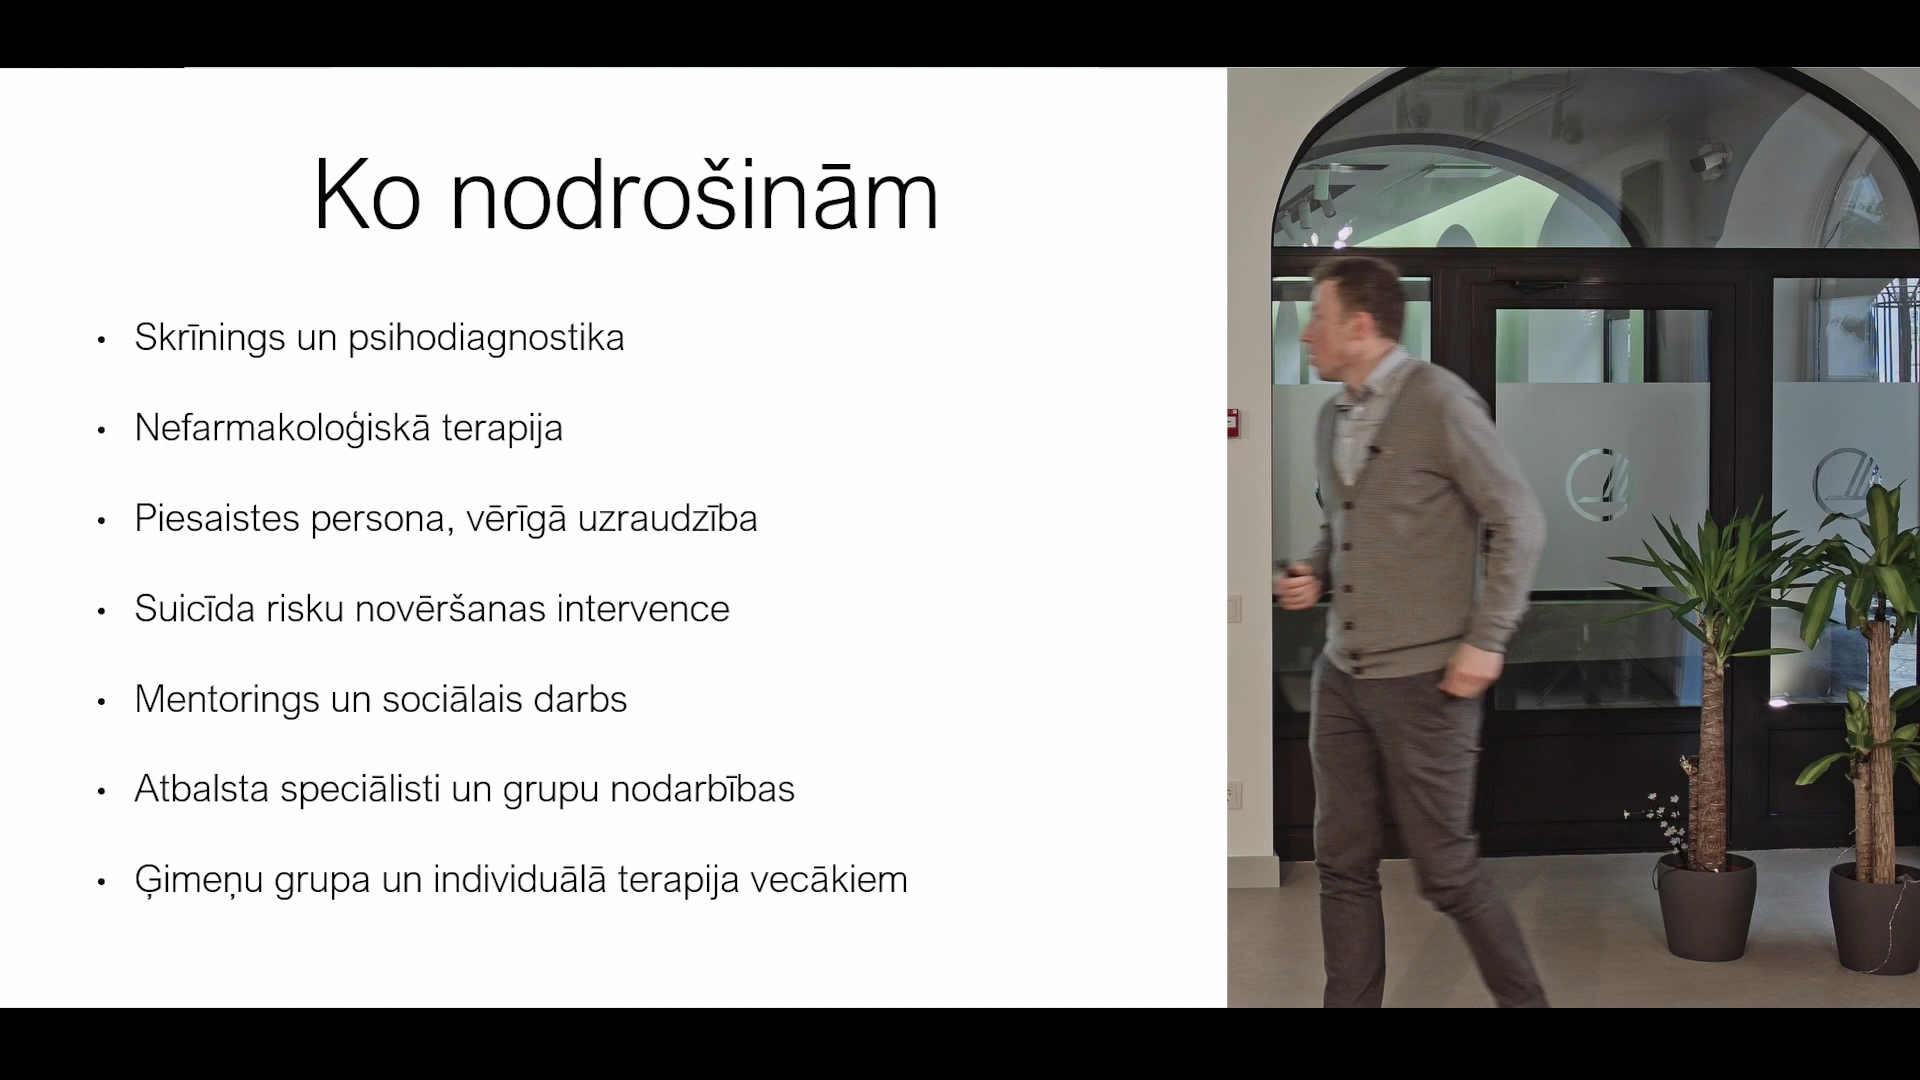 Ko nodrošinām
• Skrīnings un psihodiagnostika
• Nefarmakoloģiskā terapija
• Piesaistes persona, vērīgā uzraudzība
• Suicīda risku novēršanas intervence
• Mentorings un sociālais darbs
• Atbalsta speciālisti un grupu nodarbības
• Ģimeņu grupa un individuālā terapija vecākiem